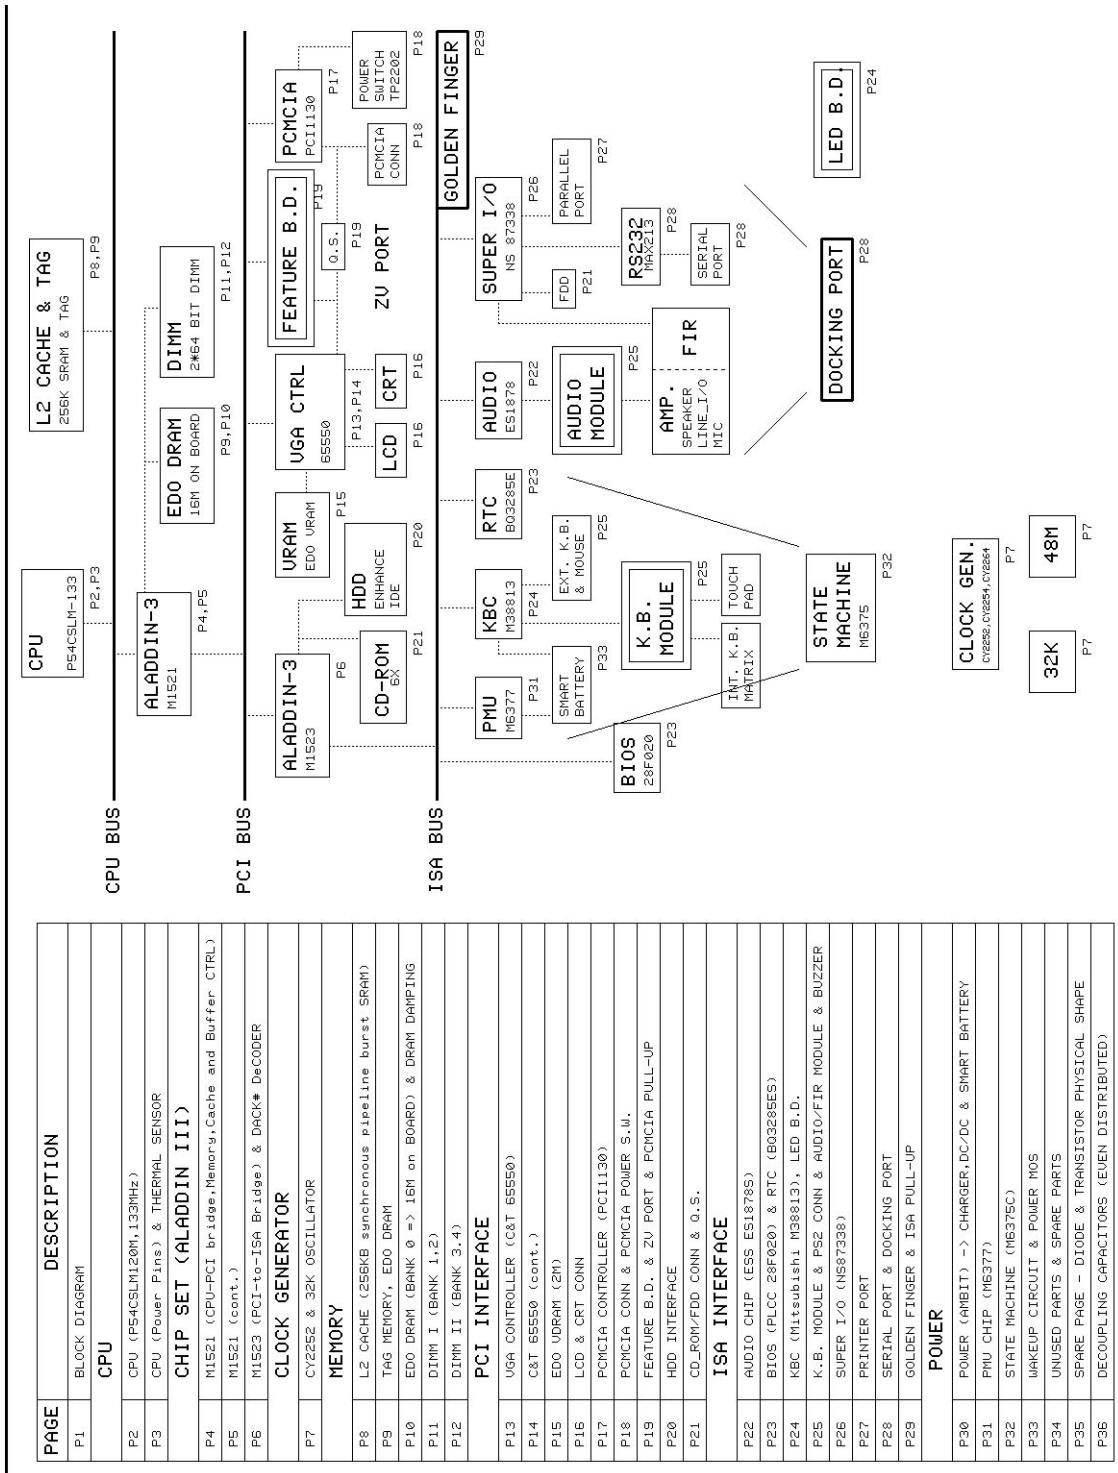 PAGE DESCRIPTION
P1 BLOCK DIAGRAM
CPU
P2 CPU (P54CSLM120M,133MHz)
P3 CPU (Power Pins) & THERMAL SENSOR
CHIP SET (ALADDIN III)
P4 M1521 (CPU-PCI bridge,Memory,Cache and Buffer CTRL)
P5 M1521 (cont.)
P6 M1523 (PCI-to-ISA Bridge) & DACK# DeCODER
CLOCK GENERATOR
P7 CY2252 & 32K OSCILLATOR
MEMORY
P8 L2 CACHE (256KB synchronous pipeline burst SRAM)
P9 TAG MEMORY, EDO DRAM
P10 EDO DRAM (BANK 0 => 16M on BOARD) & DRAM DAMPING
P11 DIMM I (BANK 1,2)
P12 DIMM II (BANK 3.4)
PCI INTERFACE
P13 VGA CONTROLLER (C&T 65550)
P14 C&T 65550 (cont.)
P15 EDO VDRAM (2M)
P16 LCD & CRT CONN
P17 PCMCIA CONTROLLER (PCI1130)
P18 PCMCIA CONN & PCMCIA POWER S.W.
P19 FEATURE B.D. & ZV PORT & PCMCIA PULL-UP
P20 HDD INTERFACE
P21 CD_ROM/FDD CONN & Q.S.
ISA INTERFACE
P22 AUDIO CHIP (ESS ES1878S)
P23 BIOS (PLCC 28F020) & RTC (BQ3285ES)
P24 KBC (Mitsubishi M38813), LED B.D.
P25 K.B. MODULE & PS2 CONN & AUDIO/FIR MODULE & BUZZER
P26 SUPER I/O (NS87338)
P27 PRINTER PORT
P28 SERIAL PORT & DOCKING PORT
P29 GOLDEN FINGER & ISA PULL-UP
POWER
P30 POWER (AMBIT) -> CHARGER,DC/DC & SMART BATTERY
P31 PMU CHIP (M6377)
P32 STATE MACHINE (M6375C)
P33 WAKEUP CIRCUIT & POWER MOS
P34 UNUSED PARTS & SPARE PARTS
P35 SPARE PAGE - DIODE & TRANSISTOR PHYSICAL SHAPE
P36 DECOUPLING CAPACITORS (EVEN DISTRIBUTED)
CPU
P54CSLM-133
P2,P3
L2 CACHE & TAG
256K SRAM & TAG
P8,P9
CPU BUS
ALADDIN-3
M1521
P4,P5
EDO DRAM
16M ON BOARD
P9,P10
DIMM
2*64 BIT DIMM
P11,P12
PCI BUS
ALADDIN-3
M1523
P6
CD-ROM
6X
P21
HDD
ENHANCE
IDE
P20
VRAM
EDO VRAM
P15
VGA CTRL
65550
P13,P14
LCD
P16
CRT
P16
FEATURE B.D.
P19
Q.S.
P19
ZV PORT
PCMCIA
PCI1130
P17
PCMCIA
CONN
P18
POWER
SWITCH
TP2202
P18
ISA BUS
GOLDEN FINGER
P29
BIOS
28F020
P23
PMU
M6377
P31
SMART
BATTERY
P33
KBC
M38813
P24
EXT. K.B.
& MOUSE
P25
K.B.
MODULE
P25
INT. K.B.
MATRIX
TOUCH
PAD
RTC
BQ3285E
P23
AUDIO
ES1878
P22
AUDIO
MODULE
P25
AMP.
SPEAKER
LINE_I/O
MIC
FIR
SUPER I/O
NS 87338
P26
FDD
P21
PARALLEL
PORT
P27
RS232
MAX213
P28
SERIAL
PORT
P28
STATE
MACHINE
M6375
P32
DOCKING PORT
P28
LED B.D.
P24
CLOCK GEN.
CY2252,CY2254,CY2264
P7
32K
P7
48M
P7